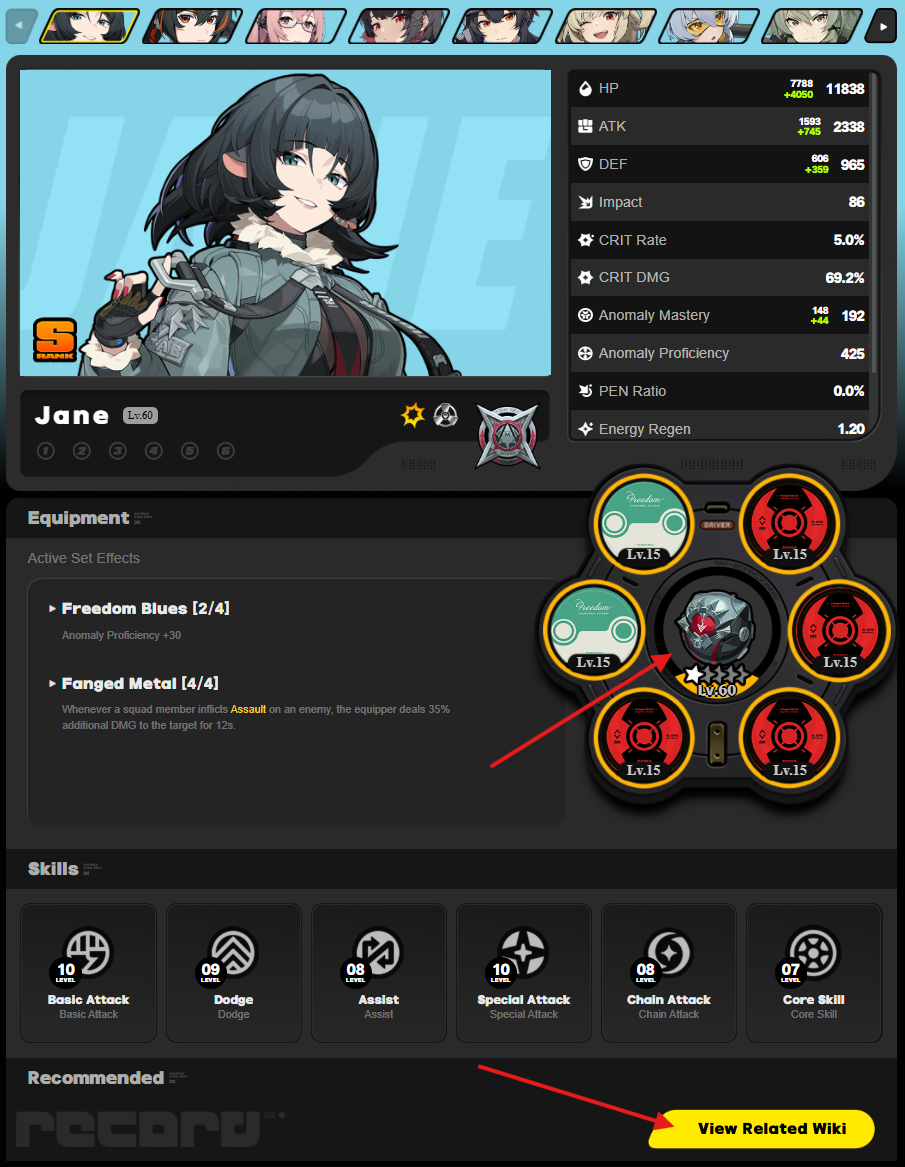 JANE
S
RANK
Jane Lv.60
1 2 3 4 5 6
HP 7788 +4050 11838
ATK 1593 +745 2338
DEF 606 +359 965
Impact 86
CRIT Rate 5.0%
CRIT DMG 69.2%
Anomaly Mastery 148 +44 192
Anomaly Proficiency 425
PEN Ratio 0.0%
Energy Regen 1.20
Equipment
Active Set Effects
Freedom Blues [2/4]
Anomaly Proficiency +30
Fanged Metal [4/4]
Whenever a squad member inflicts Assault on an enemy, the equipper deals 35%
additional DMG to the target for 12s.
Freedom
Lv.15
DRIVER
Lv.15
Freedom
Lv.15
Lv.60
Lv.15
Lv.15
Lv.15
Skills
10 LEVEL
Basic Attack
Basic Attack
09 LEVEL
Dodge
Dodge
08 LEVEL
Assist
Assist
10 LEVEL
Special Attack
Special Attack
08 LEVEL
Chain Attack
Chain Attack
07 LEVEL
Core Skill
Core Skill
Recommended
record
View Related Wiki